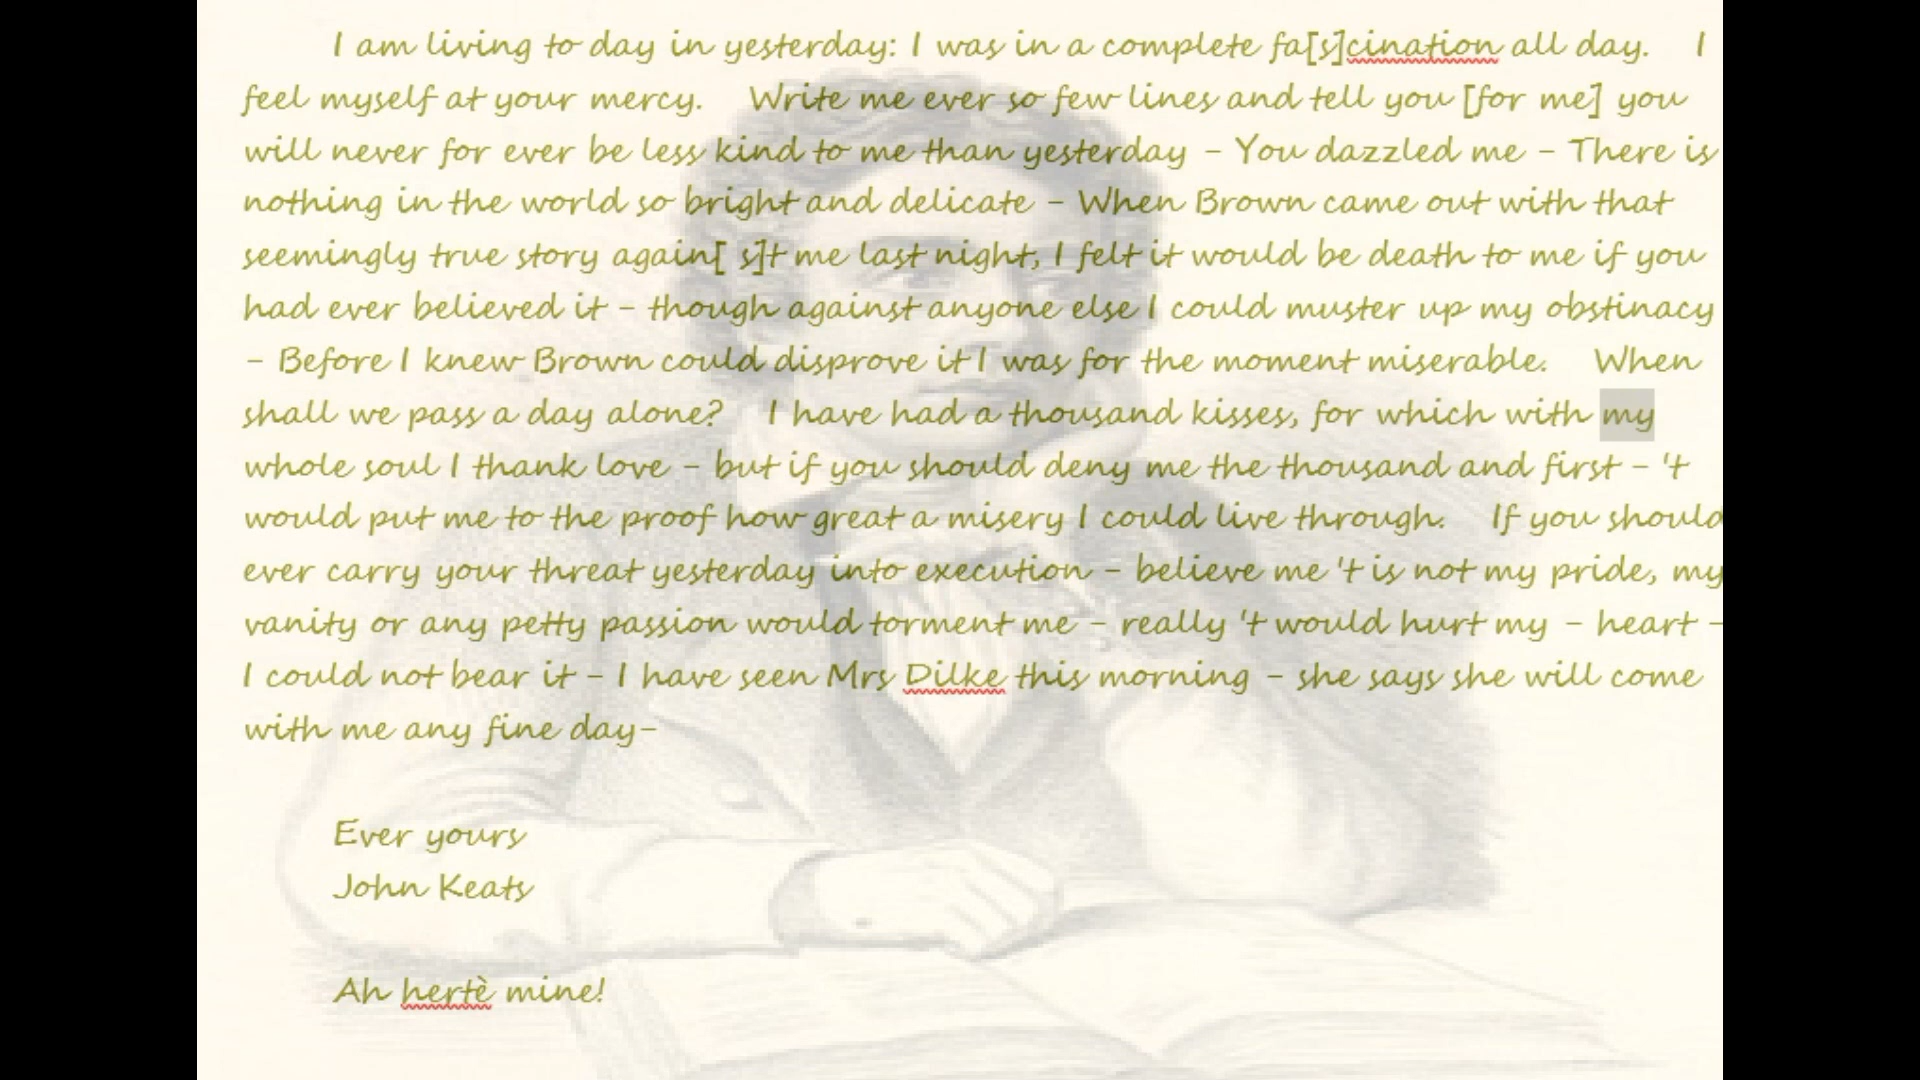 I am living to day in yesterday: I was in a complete fa[s]cination all day. I
feel myself at your mercy. Write me ever so few lines and tell you [for me] you
will never for ever be less kind to me than yesterday - You dazzled me - There is
nothing in the world so bright and delicate - When Brown came out with that
seemingly true story again[ s]t me last night, I felt it would be death to me if you
had ever believed it - though against anyone else I could muster up my obstinacy
- Before I knew Brown could disprove it I was for the moment miserable. When
shall we pass a day alone? I have had a thousand kisses, for which with my
whole soul I thank love - but if you should deny me the thousand and first - 't
would put me to the proof how great a misery I could live through. If you should
ever carry your threat yesterday into execution - believe me 't is not my pride, my
vanity or any petty passion would torment me - really 't would hurt my - heart -
I could not bear it - I have seen Mrs Dilke this morning - she says she will come
with me any fine day-
Ever yours
John Keats
Ah hertè mine!